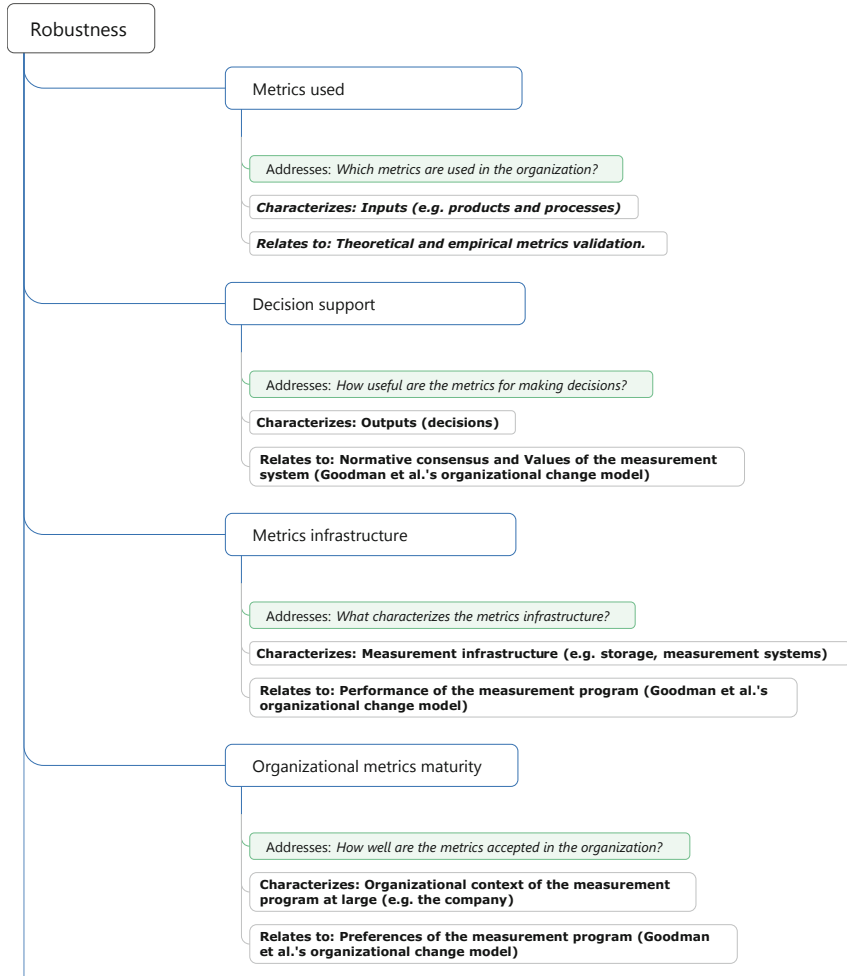 Robustness
Metrics used
Addresses: Which metrics are used in the organization?
Characterizes: Inputs (e.g. products and processes)
Relates to: Theoretical and empirical metrics validation.
Decision support
Addresses: How useful are the metrics for making decisions?
Characterizes: Outputs (decisions)
Relates to: Normative consensus and Values of the measurement
system (Goodman et al.'s organizational change model)
Metrics infrastructure
Addresses: What characterizes the metrics infrastructure?
Characterizes: Measurement infrastructure (e.g. storage, measurement systems)
Relates to: Performance of the measurement program (Goodman et al.'s
organizational change model)
Organizational metrics maturity
Addresses: How well are the metrics accepted in the organization?
Characterizes: Organizational context of the measurement
program at large (e.g. the company)
Relates to: Preferences of the measurement program (Goodman
et al.'s organizational change model)